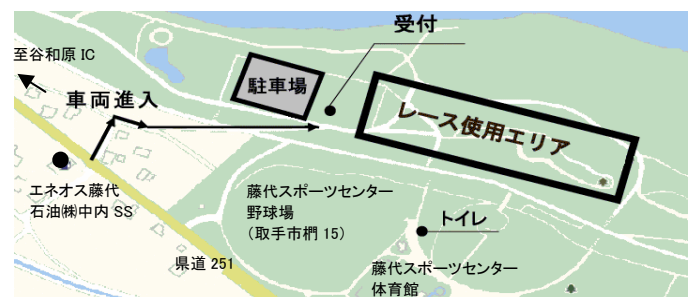 受付
至谷和原 IC
駐車場
車両進入
レース使用エリア
エネオス藤代
石油㈱中内 SS
藤代スポーツセンター
野球場
（取手市椚 15）
トイレ
県道 251
藤代スポーツセンター
体育館